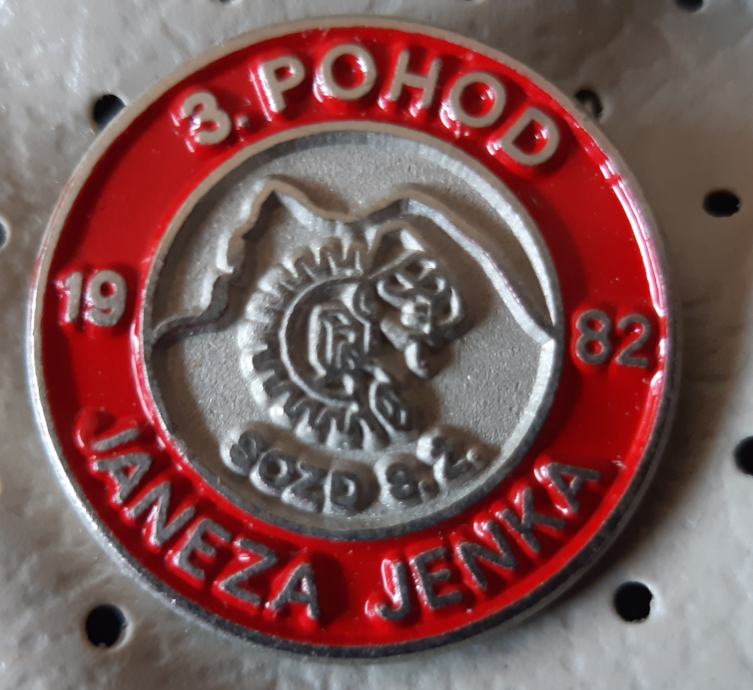 3. POHOD
19 82
SOZD S.Ž.
JANEZA JENKA